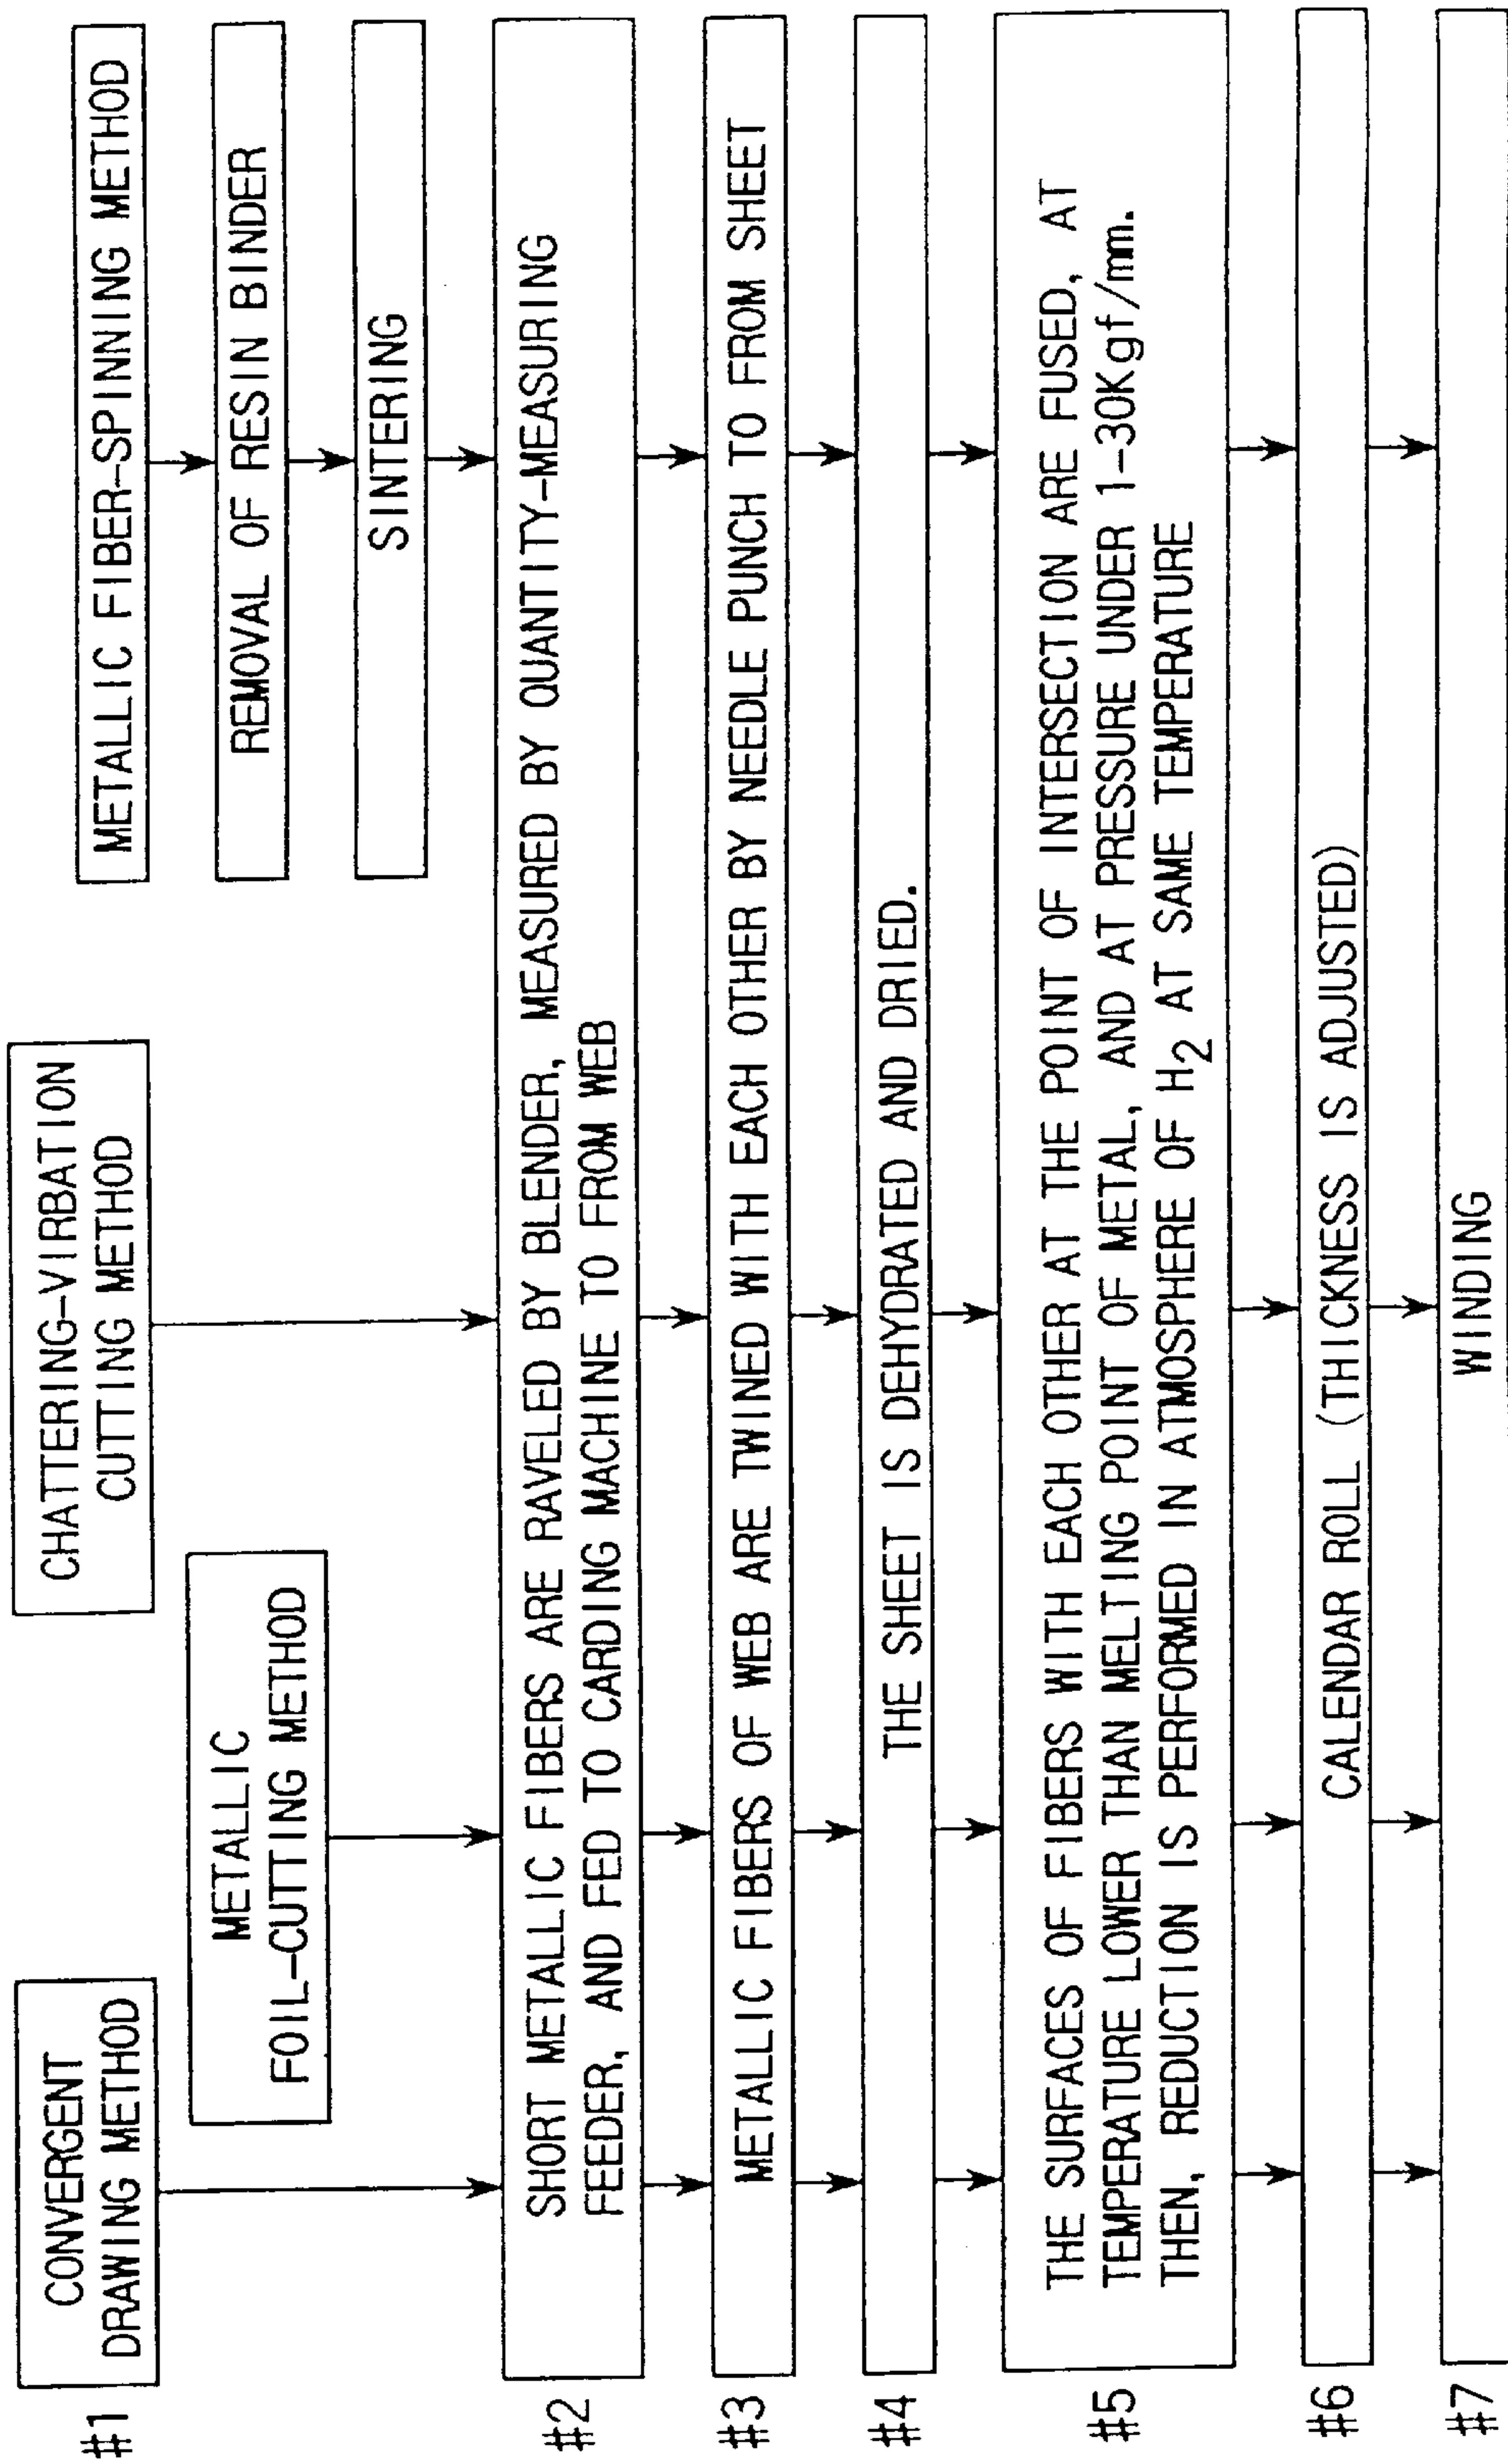 #1
CONVERGENT
DRAWING METHOD
METALLIC
FOIL-CUTTING METHOD
CHATTERING-VIRBATION
CUTTING METHOD
METALLIC FIBER-SPINNING METHOD
REMOVAL OF RESIN BINDER
SINTERING
#2
SHORT METALLIC FIBERS ARE RAVELED BY BLENDER, MEASURED BY QUANTITY-MEASURING
FEEDER, AND FED TO CARDING MACHINE TO FROM WEB
#3
METALLIC FIBERS OF WEB ARE TWINED WITH EACH OTHER BY NEEDLE PUNCH TO FROM SHEET
#4
THE SHEET IS DEHYDRATED AND DRIED.
#5
THE SURFACES OF FIBERS WITH EACH OTHER AT THE POINT OF INTERSECTION ARE FUSED, AT
TEMPERATURE LOWER THAN MELTING POINT OF METAL, AND AT PRESSURE UNDER 1-30Kgf/mm.
THEN, REDUCTION IS PERFORMED IN ATMOSPHERE OF H2 AT SAME TEMPERATURE
#6
CALENDAR ROLL (THICKNESS IS ADJUSTED)
#7
WINDING